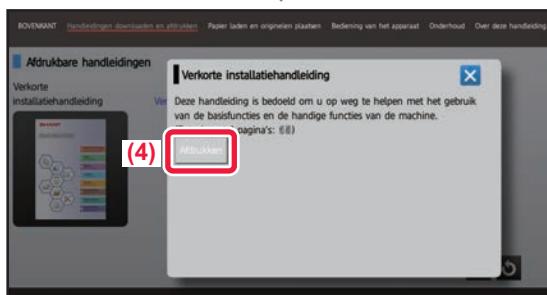 BOVENKANT Handleidingen downloaden en afdrukken Papier laden en originelen plaatsen Bediening van het apparaat Onderhoud Over deze handleiding
Afdrukbare handleidingen
Verkorte
installatiehandleiding
Ver
Verkorte installatiehandleiding
Deze handleiding is bedoeld om u op weg te helpen met het gebruik
van de basisfuncties en de handige functies van de machine.
pagina's:
(4)
Afdrukken
SHARP